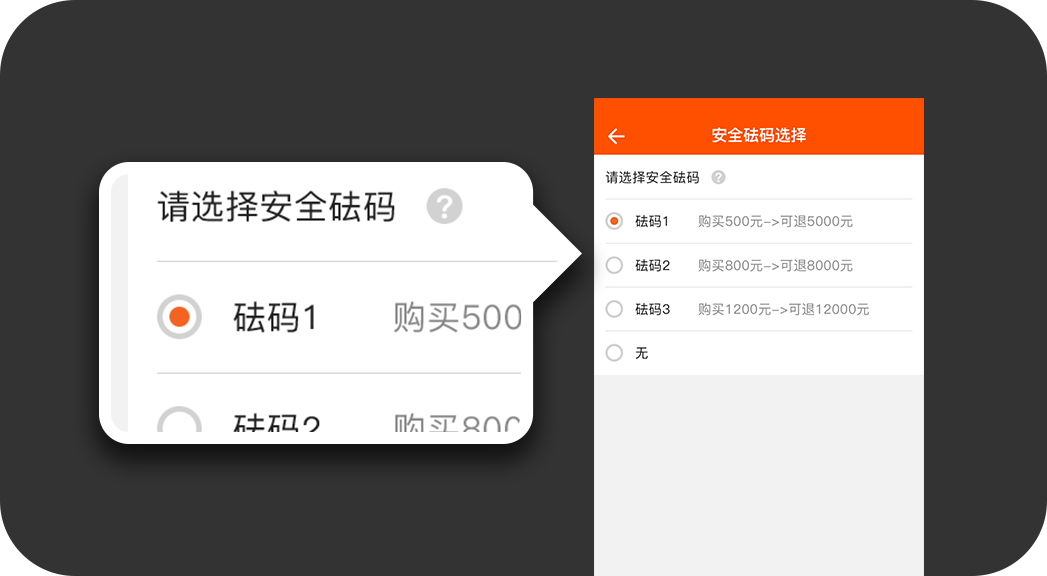 请选择安全砝码 ?
砝码1 购买500
砝码2 购买800
安全砝码选择
请选择安全砝码 ?
砝码1 购买500元->可退5000元
砝码2 购买800元->可退8000元
砝码3 购买1200元->可退12000元
无